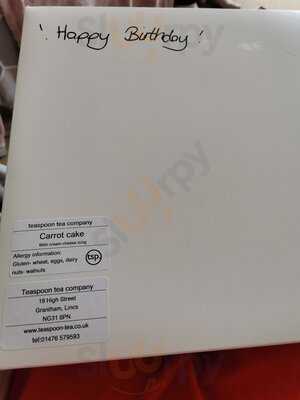 ! Happy Birthday !
teaspoon tea company
Carrot cake
With cream cheese icing
Allergy information:
Gluten- wheet, eggs, dairy
nuts- walnuts
tsp.
Teaspoon tea company
19 High Street
Grantham, Lincs
NG31 6PN
www.teaspoon-tea.co.uk
tel:01476 579593